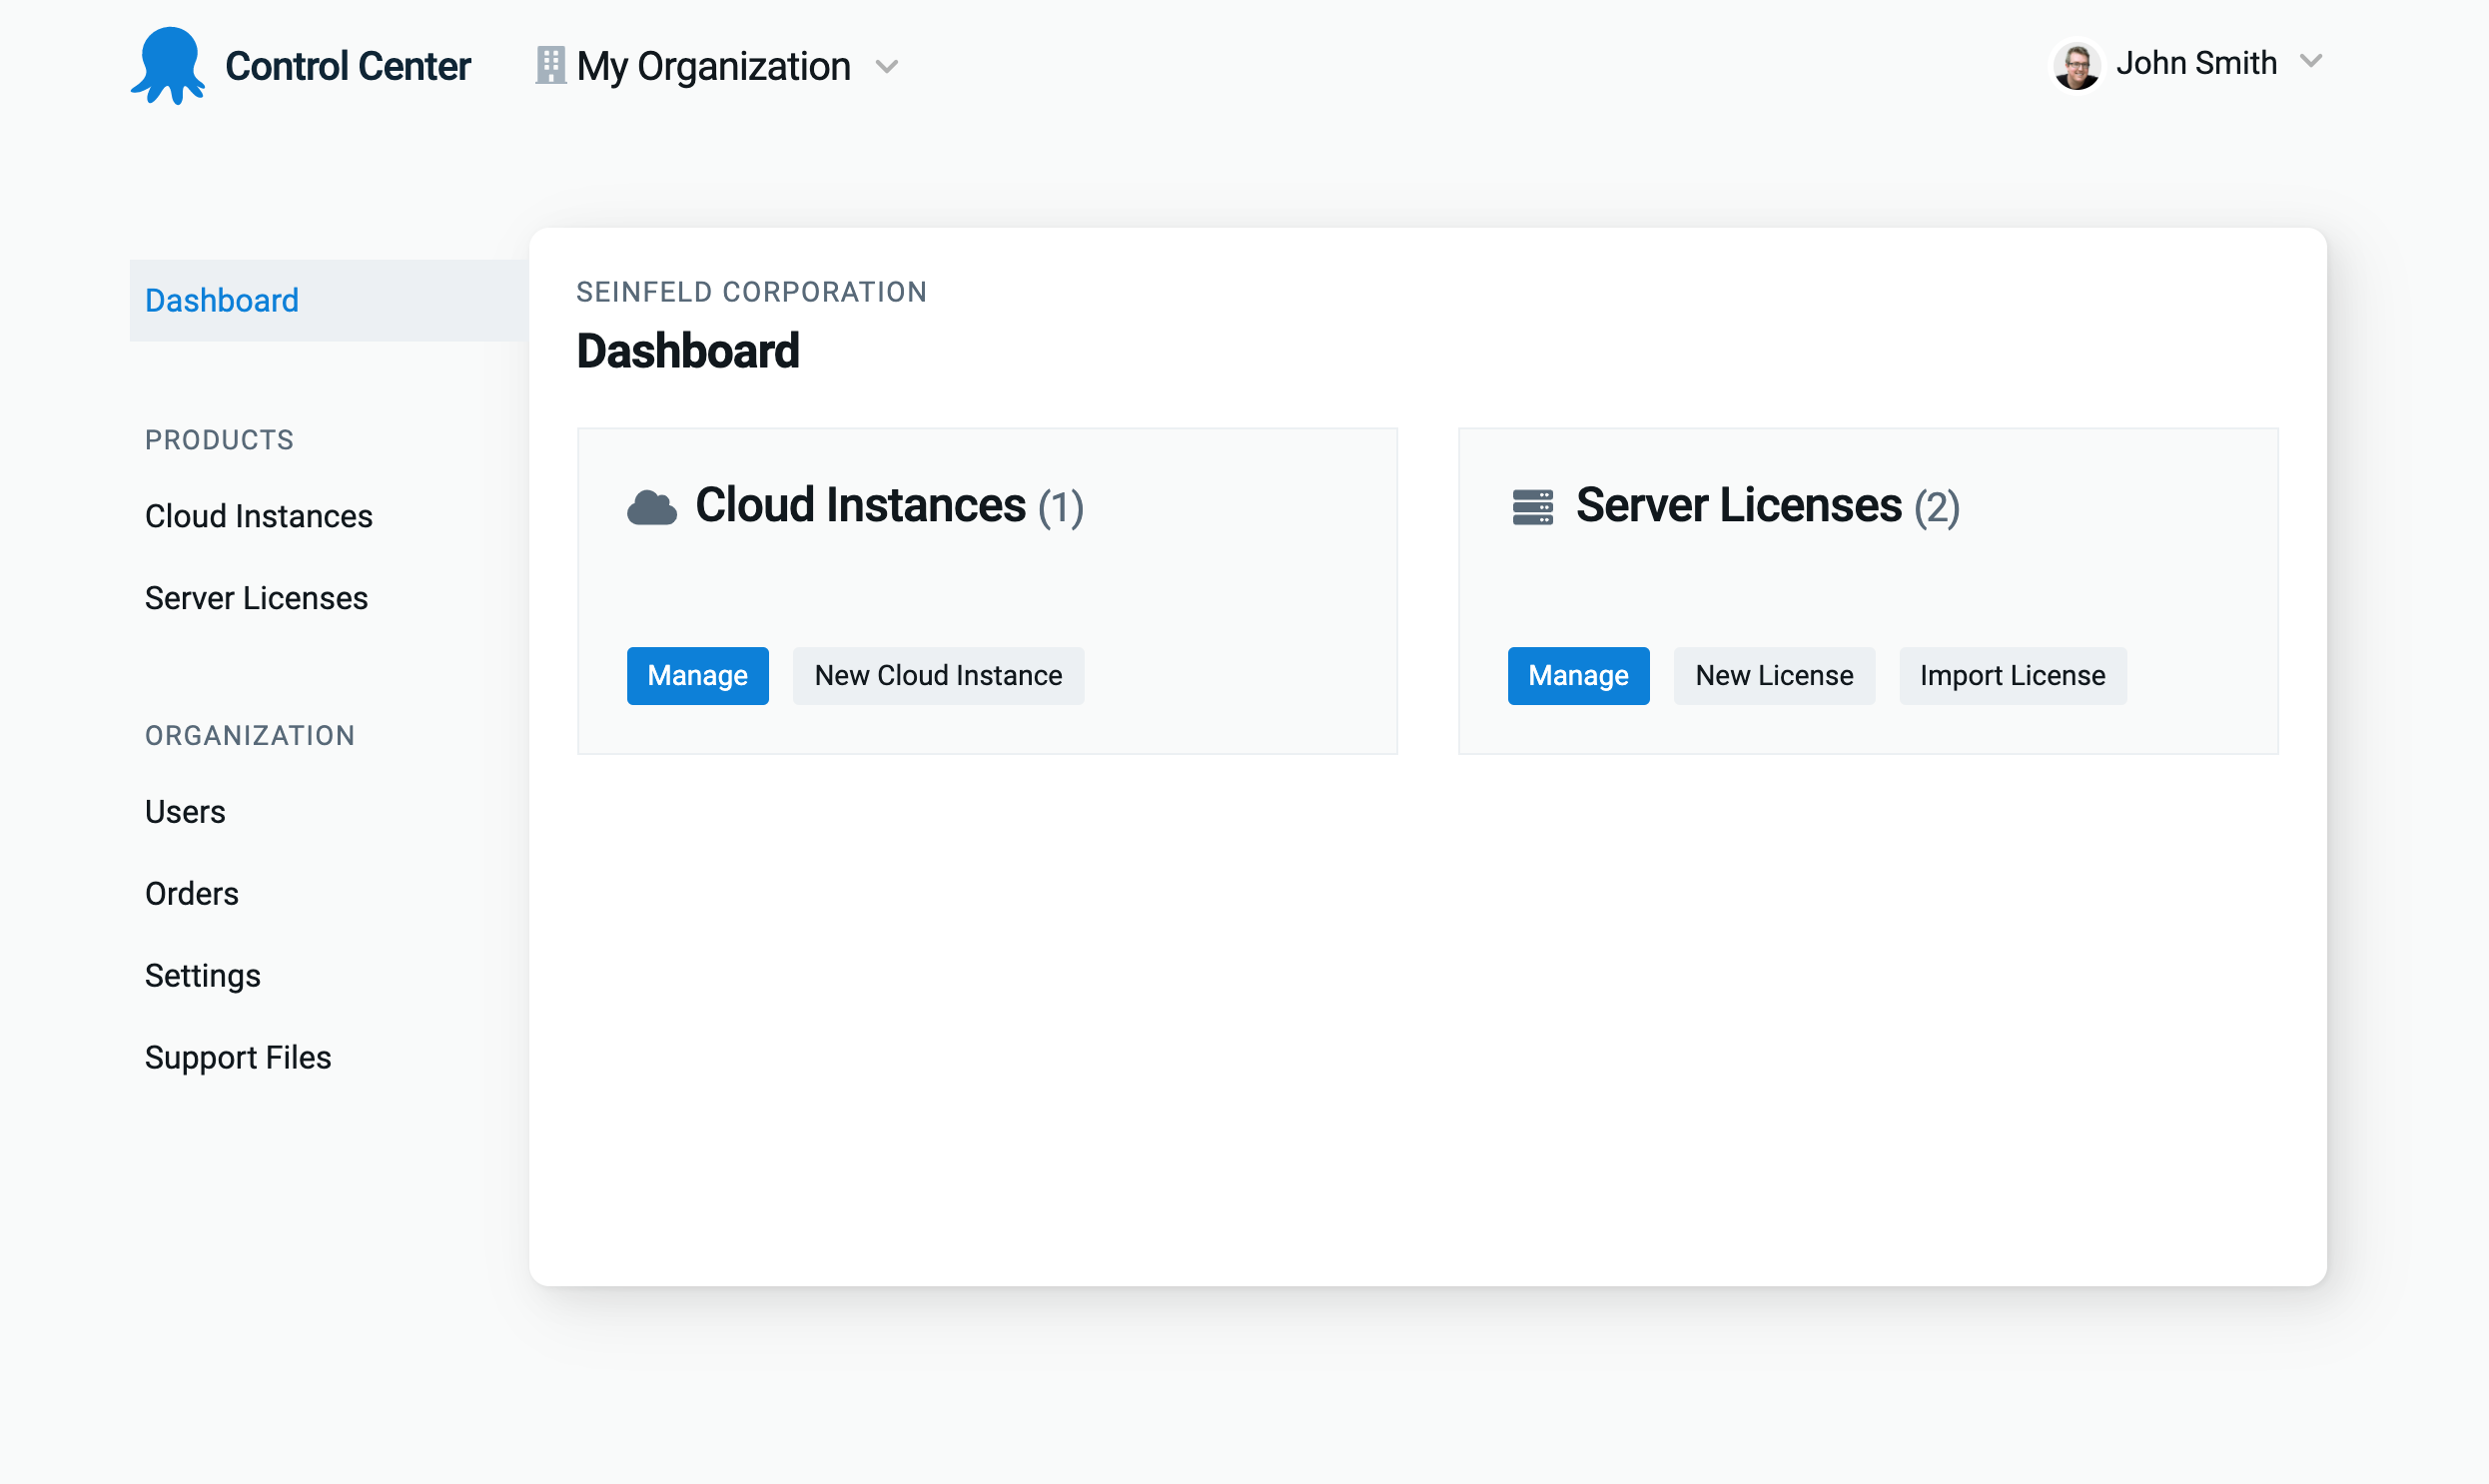 Control Center
My Organization
John Smith
Dashboard
PRODUCTS
Cloud Instances
Server Licenses
ORGANIZATION
Users
Orders
Settings
Support Files
SEINFELD CORPORATION
Dashboard
Cloud Instances (1)
Manage
New Cloud Instance
Server Licenses (2)
Manage
New License
Import License